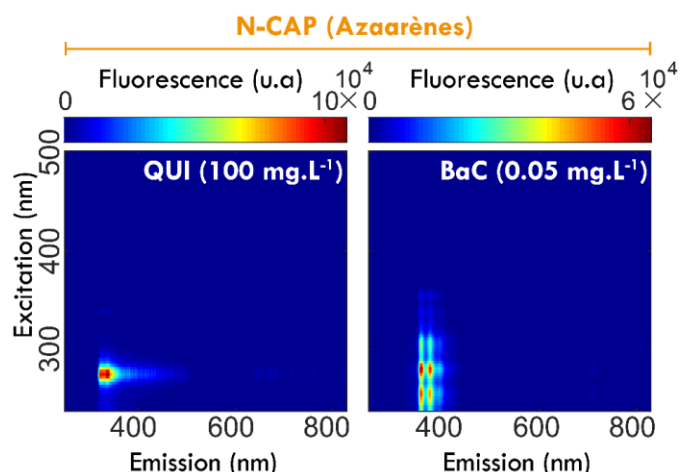 N-CAP (Azaarènes)
Fluorescence (u.a)
0
10×10⁴
Fluorescence (u.a)
0
6×10⁴
QUI (100 mg.L⁻¹)
BaC (0.05 mg.L⁻¹)
Excitation (nm)
500
400
300
400
600
800
Emission (nm)
400
600
800
Emission (nm)